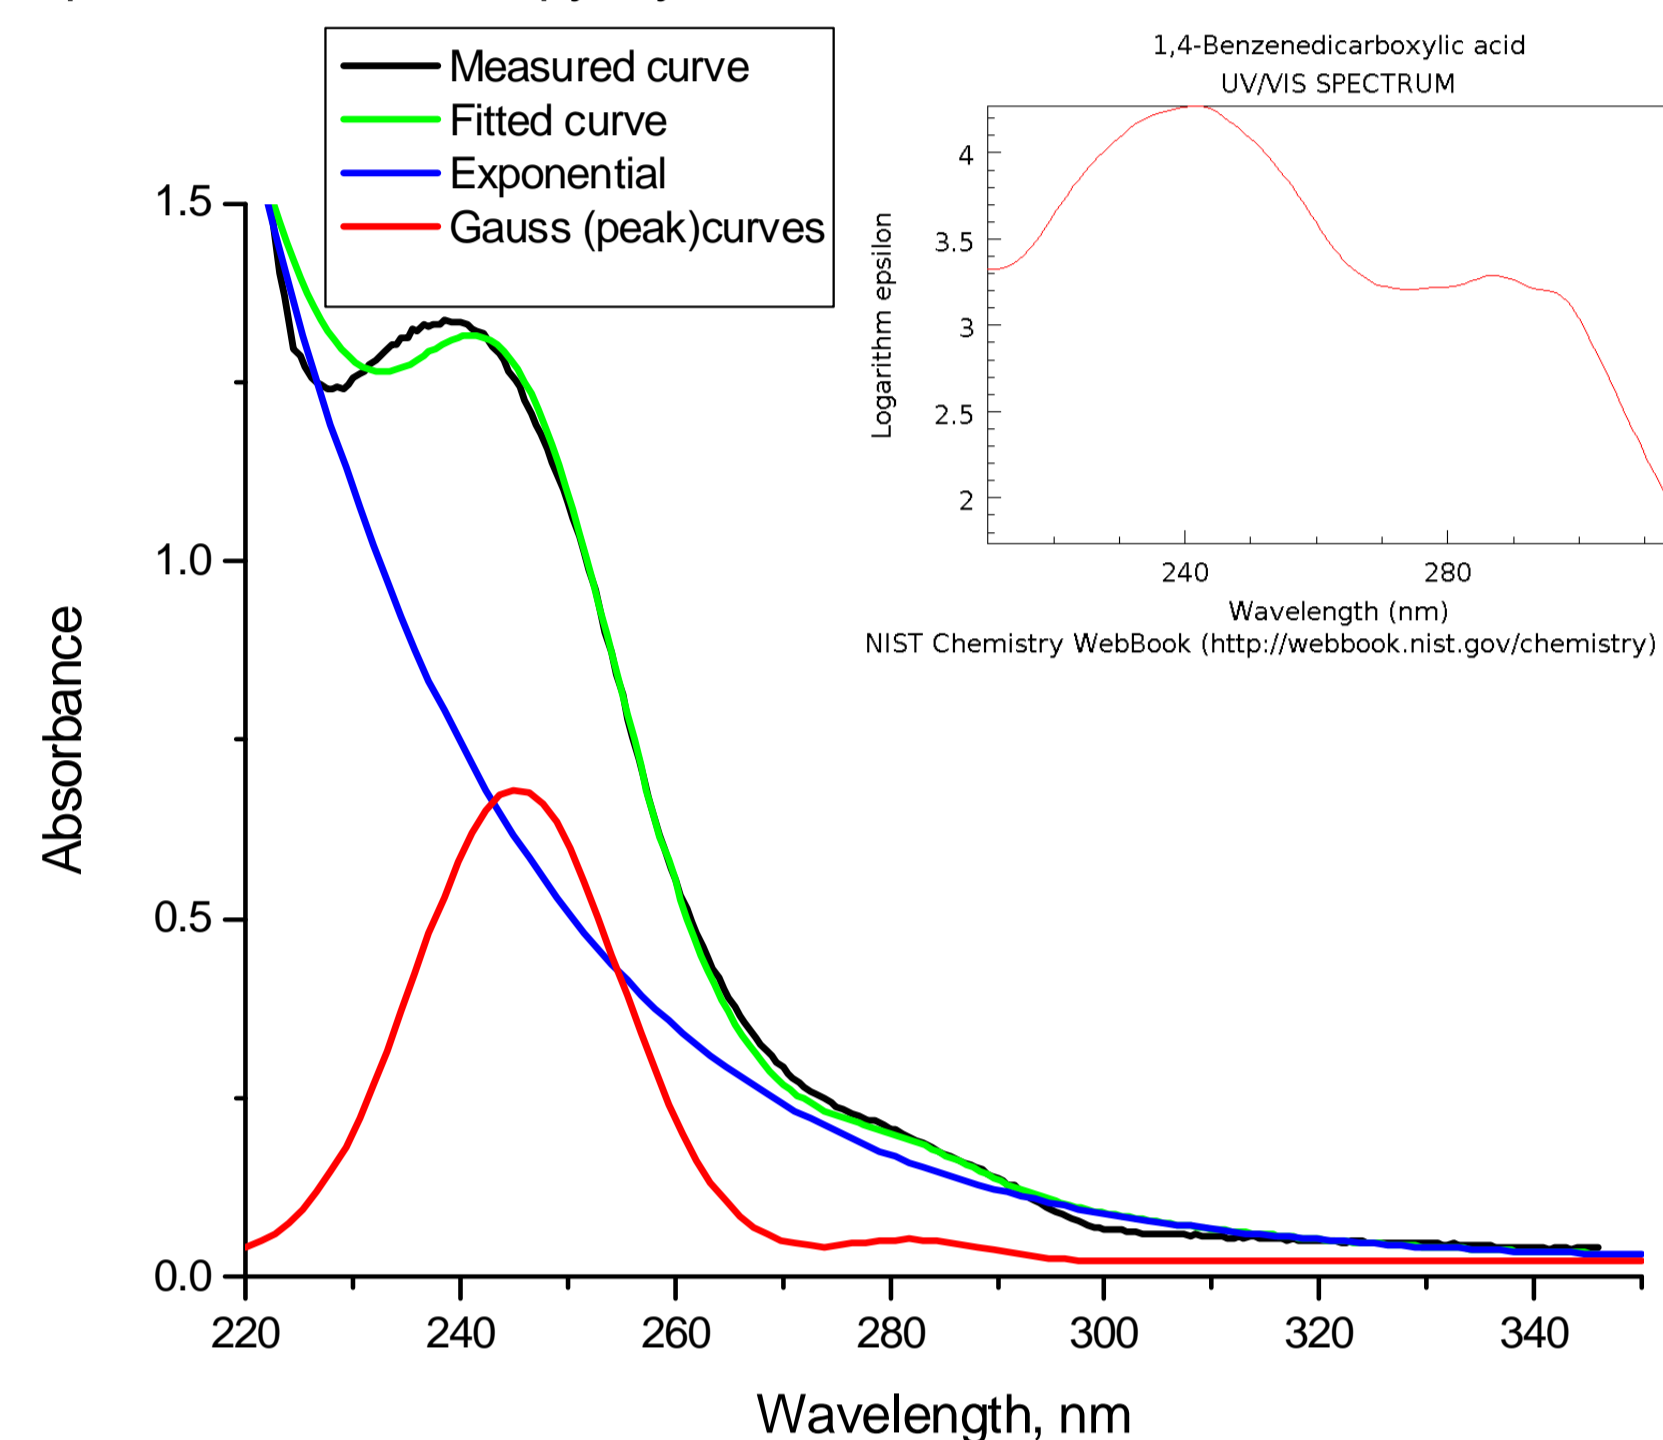 Measured curve
Fitted curve
Exponential
Gauss (peak)curves
1,4-Benzenedicarboxylic acid
UV/VIS SPECTRUM
Logarithm epsilon
4
3.5
3
2.5
2
240 280
Wavelength (nm)
NIST Chemistry WebBook (http://webbook.nist.gov/chemistry)
Absorbance
1.5
1.0
0.5
0.0
220 240 260 280 300 320 340
Wavelength, nm